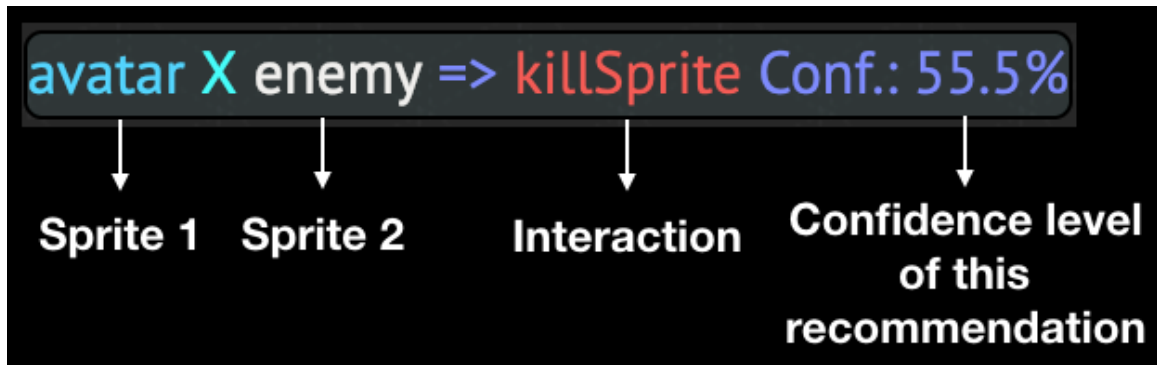 avatar X enemy => killSprite Conf.: 55.5%
Sprite 1 Sprite 2 Interaction Confidence level
of this
recommendation